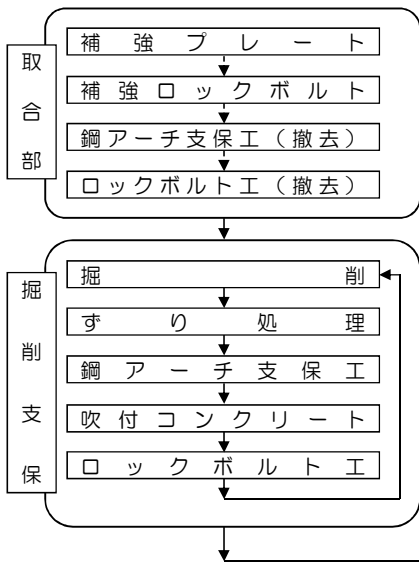 取合部
補強プレート
補強ロックボルト
鋼アーチ支保工（撤去）
ロックボルト工（撤去）
掘削支保
掘削
ずり処理
鋼アーチ支保工
吹付コンクリート
ロックボルト工